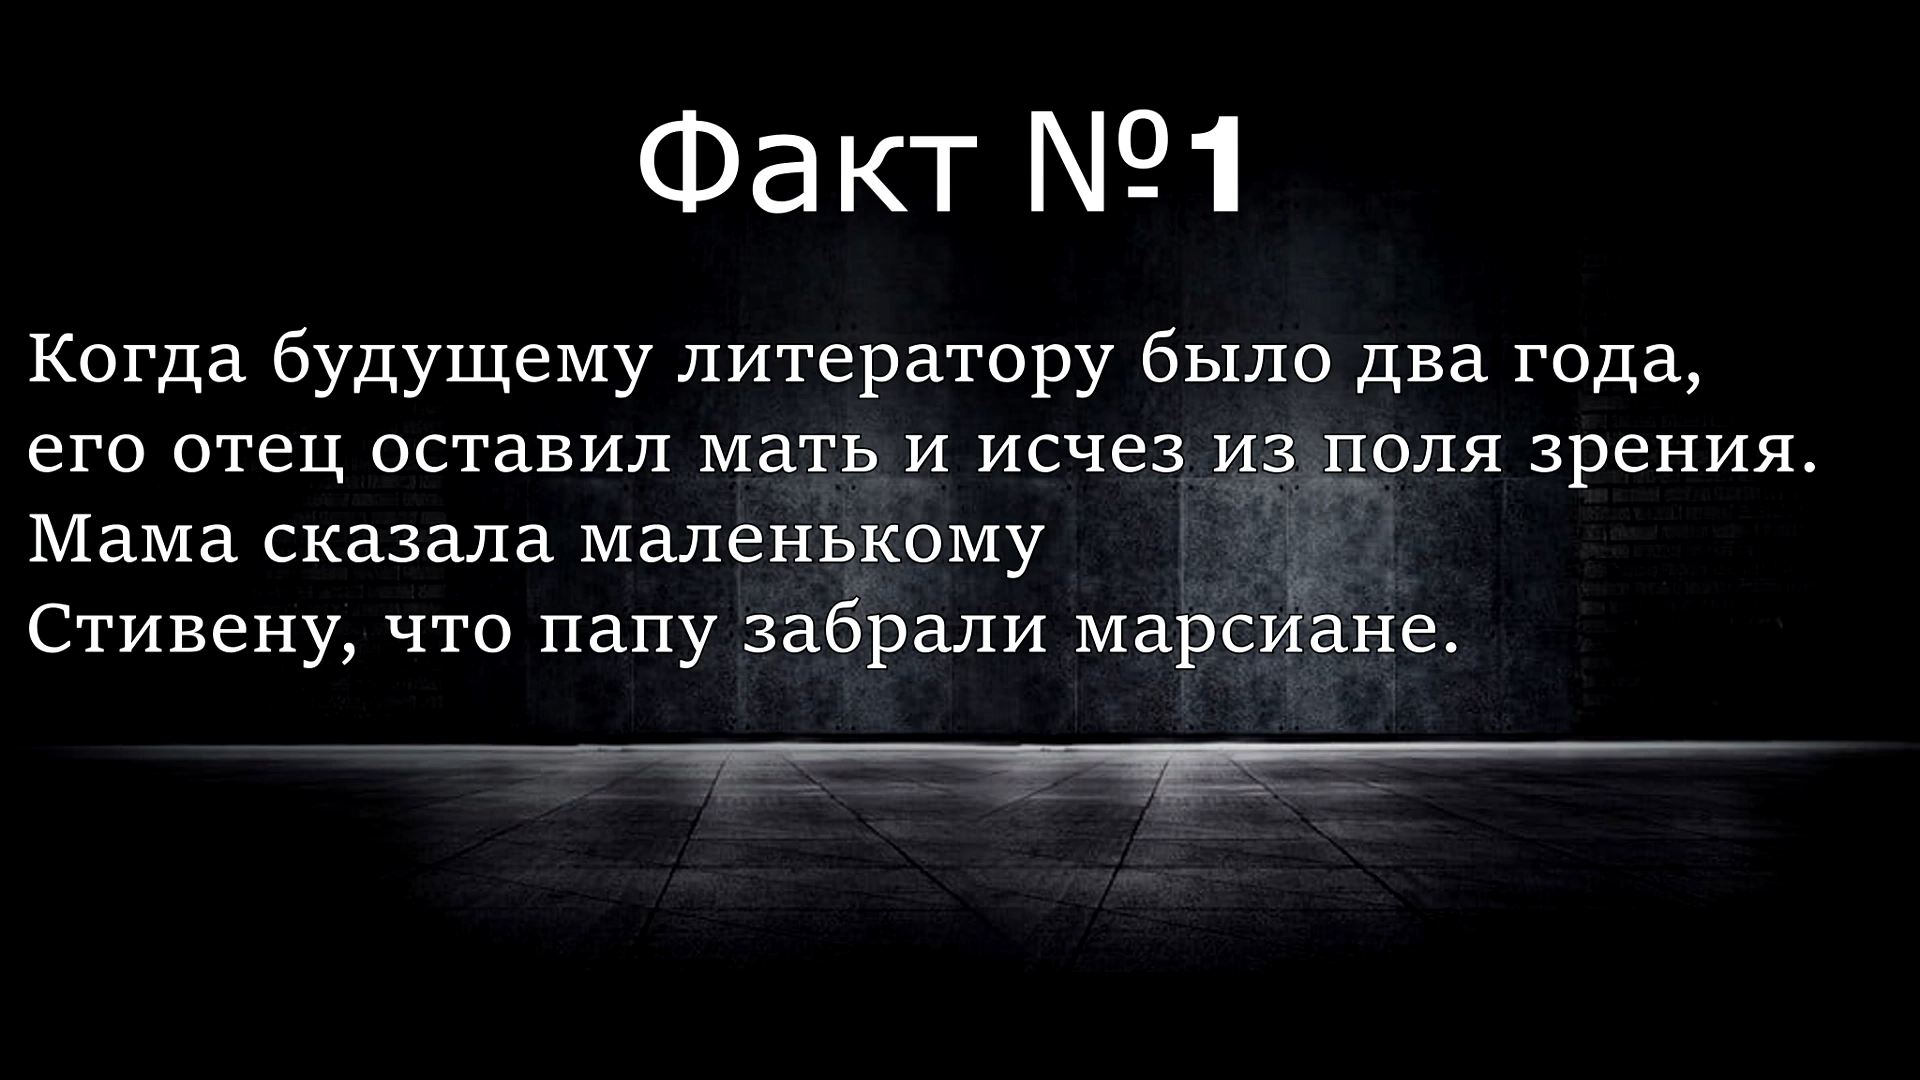 Факт №1
Когда будущему литератору было два года,
его отец оставил мать и исчез из поля зрения.
Мама сказала маленькому
Стивену, что папу забрали марсиане.